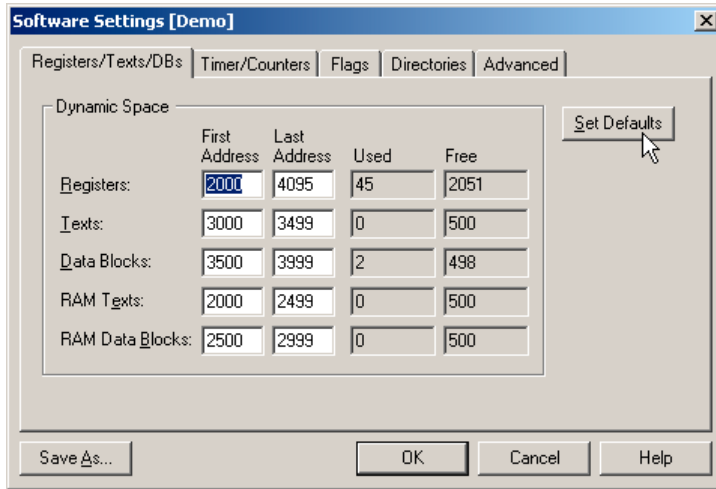 Software Settings [Demo]
Registers/Texts/DBs Timer/Counters Flags Directories Advanced
Dynamic Space
Set Defaults
First Address Last Address Used Free
Registers: 2000 4095 45 2051
Texts: 3000 3499 0 500
Data Blocks: 3500 3999 2 498
RAM Texts: 2000 2499 0 500
RAM Data Blocks: 2500 2999 0 500
Save As... OK Cancel Help